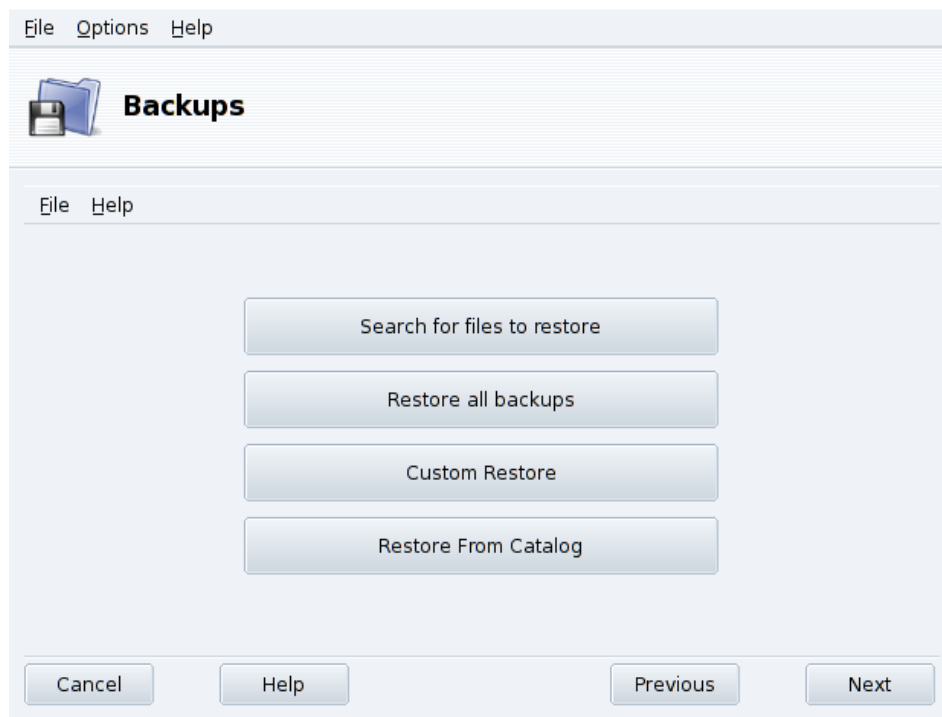 File Options Help
Backups
File Help
Search for files to restore
Restore all backups
Custom Restore
Restore From Catalog
Cancel Help Previous Next